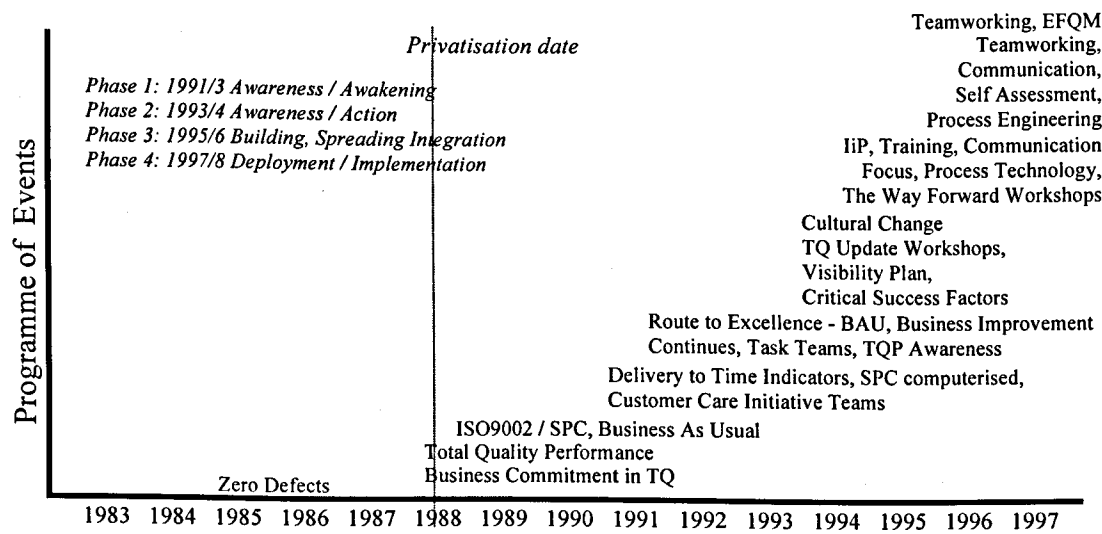 Teamworking, EFQM
Privatisation date
Teamworking,
Communication,
Phase 1: 1991/3 Awareness / Awakening
Self Assessment,
Phase 2: 1993/4 Awareness / Action
Process Engineering
Phase 3: 1995/6 Building, Spreading Integration
IiP, Training, Communication
Phase 4: 1997/8 Deployment / Implementation
Focus, Process Technology,
The Way Forward Workshops
Cultural Change
TQ Update Workshops,
Visibility Plan,
Critical Success Factors
Route to Excellence - BAU, Business Improvement
Continues, Task Teams, TQP Awareness
Delivery to Time Indicators, SPC computerised,
Customer Care Initiative Teams
ISO9002 / SPC, Business As Usual
Total Quality Performance
Business Commitment in TQ
Zero Defects
Programme of Events
1983 1984 1985 1986 1987 1988 1989 1990 1991 1992 1993 1994 1995 1996 1997